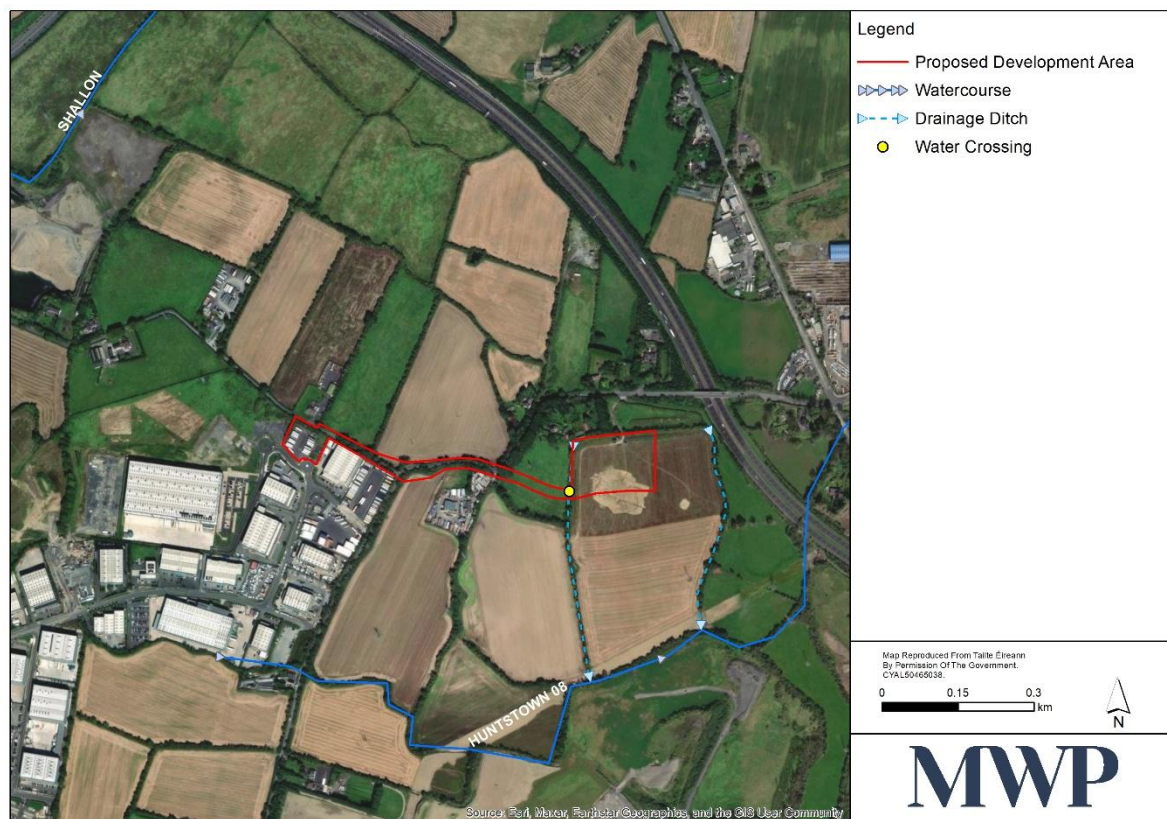 SHALLON
HUNTSTOWN 08
Source: Esri, Maxar, Earthstar Geographics, and the GIS User Community
Legend
Proposed Development Area
Watercourse
Drainage Ditch
Water Crossing
Map Reproduced From Tailte Éireann
By Permission Of The Government.
CYAL50465038.
0 0.15 0.3
km
N
MWP